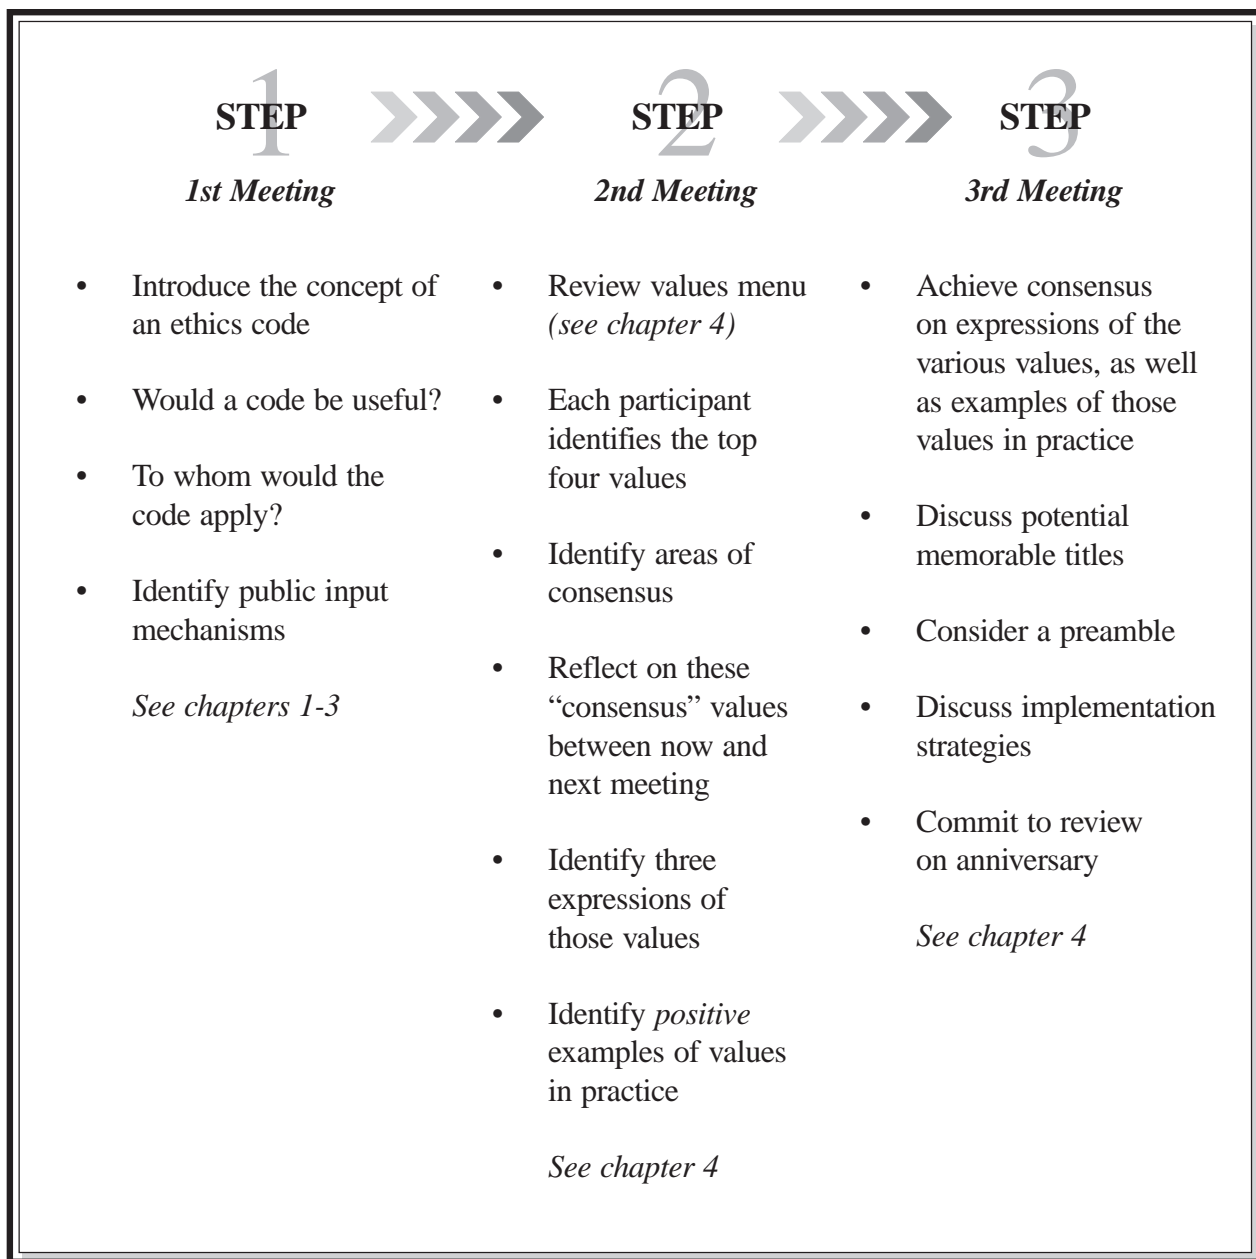 1
STEP
1st Meeting
• Introduce the concept of
an ethics code
• Would a code be useful?
• To whom would the
code apply?
• Identify public input
mechanisms
See chapters 1-3
2
STEP
2nd Meeting
• Review values menu
(see chapter 4)
• Each participant
identifies the top
four values
• Identify areas of
consensus
• Reflect on these
“consensus” values
between now and
next meeting
• Identify three
expressions of
those values
• Identify positive
examples of values
in practice
See chapter 4
3
STEP
3rd Meeting
• Achieve consensus
on expressions of the
various values, as well
as examples of those
values in practice
• Discuss potential
memorable titles
• Consider a preamble
• Discuss implementation
strategies
• Commit to review
on anniversary
See chapter 4